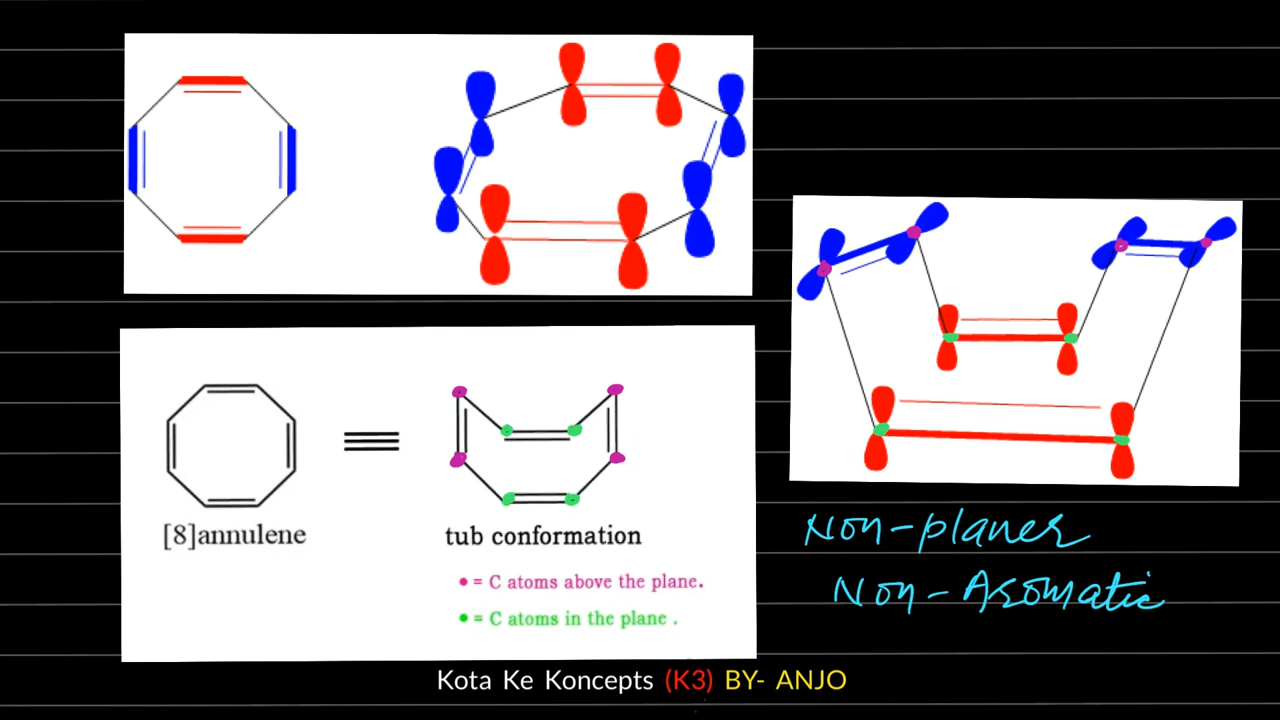 [8]annulene
tub conformation
• = C atoms above the plane.
• = C atoms in the plane .
Non-planer
Non-Aromatic
Kota Ke Koncepts (K3) BY- ANJO